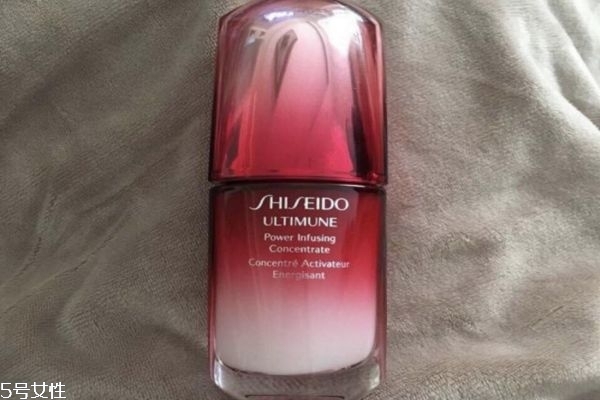 SHISEIDO
ULTIMUNE
Power Infusing
Concentrate
Concentré Activateur
Energisant
5号女性